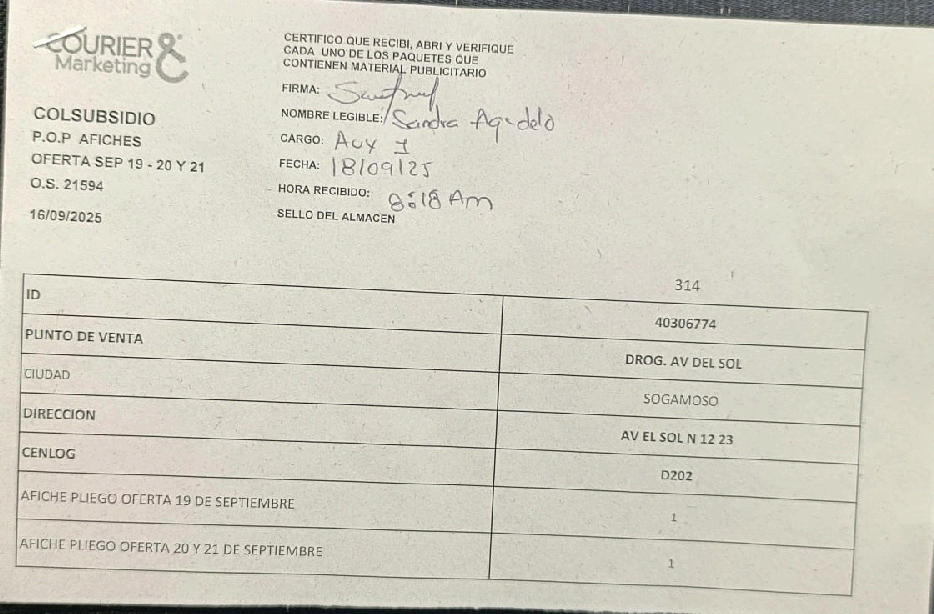 COURIER &
Marketing
COLSUBSIDIO
P.O.P AFICHES
OFERTA SEP 19 - 20 Y 21
O.S. 21594
16/09/2025
CERTIFICO QUE RECIBI, ABRI Y VERIFIQUE
CADA UNO DE LOS PAQUETES QUE
CONTIENEN MATERIAL PUBLICITARIO
FIRMA:
NOMBRE LEGIBLE: Sandra Agudelo
CARGO: Aux 1
FECHA: 18/09/25
HORA RECIBIDO: 8:18 Am
SELLO DEL ALMACEN
314
ID 40306774
PUNTO DE VENTA DROG. AV DEL SOL
CIUDAD SOGAMOSO
DIRECCION AV EL SOL N 12 23
CENLOG D202
AFICHE PLIEGO OFERTA 19 DE SEPTIEMBRE 1
AFICHE PLIEGO OFERTA 20 Y 21 DE SEPTIEMBRE 1